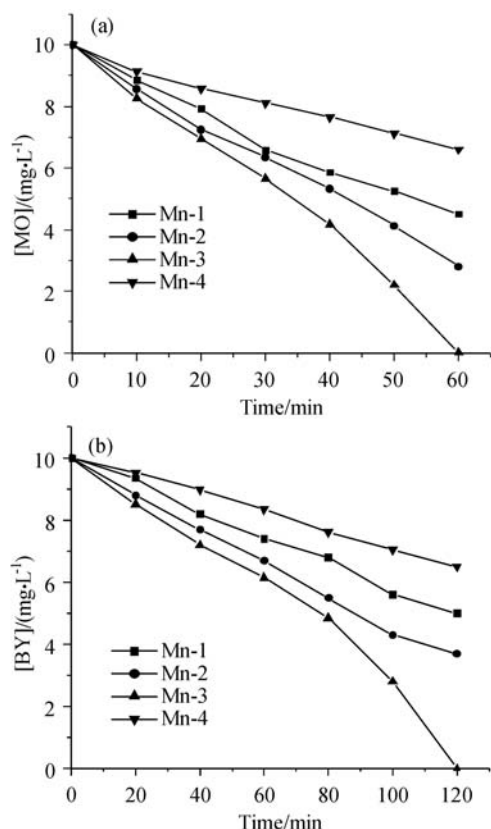 (a)
10
8
6
4
2
0
[MO]/(mg·L⁻¹)
Mn-1
Mn-2
Mn-3
Mn-4
0 10 20 30 40 50 60
Time/min
(b)
10
8
6
4
2
0
[BY]/(mg·L⁻¹)
Mn-1
Mn-2
Mn-3
Mn-4
0 20 40 60 80 100 120
Time/min